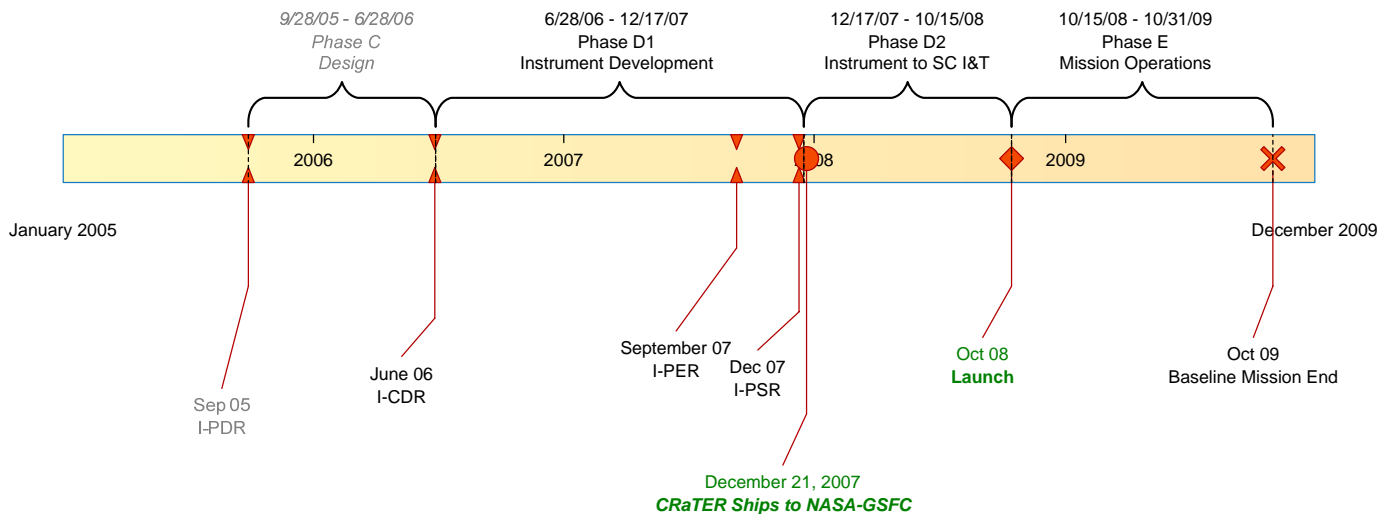 9/28/05 - 6/28/06
Phase C
Design
6/28/06 - 12/17/07
Phase D1
Instrument Development
12/17/07 - 10/15/08
Phase D2
Instrument to SC I&T
10/15/08 - 10/31/09
Phase E
Mission Operations
2006
2007
2009
January 2005
December 2009
Sep 05
I-PDR
June 06
I-CDR
September 07
I-PER
Dec 07
I-PSR
Oct 08
Launch
Oct 09
Baseline Mission End
December 21, 2007
CRaTER Ships to NASA-GSFC